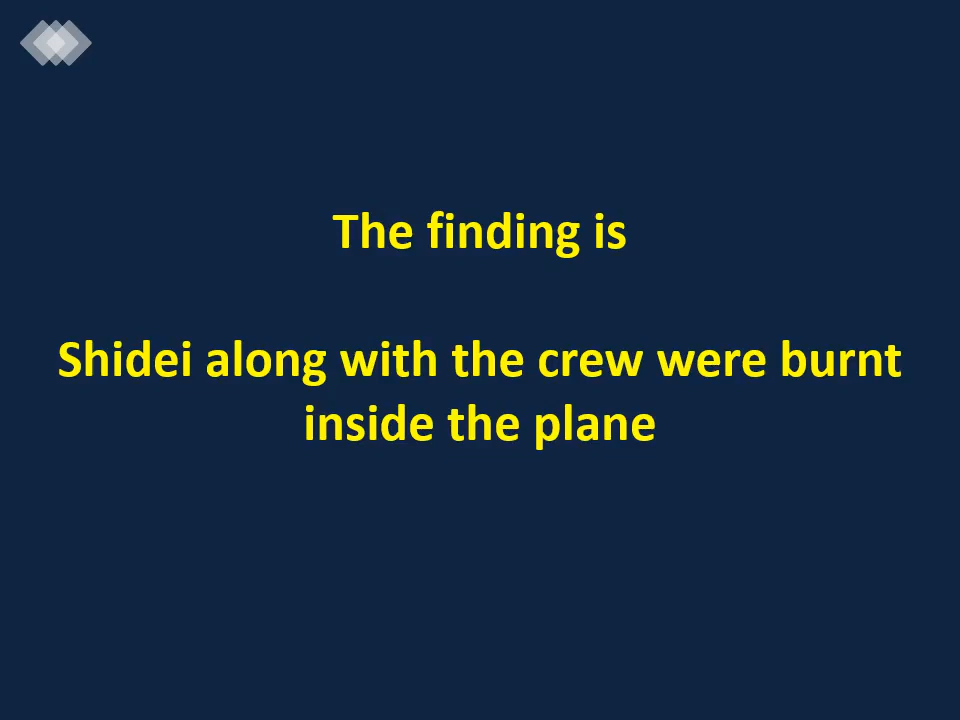 The finding is
Shidei along with the crew were burnt
inside the plane